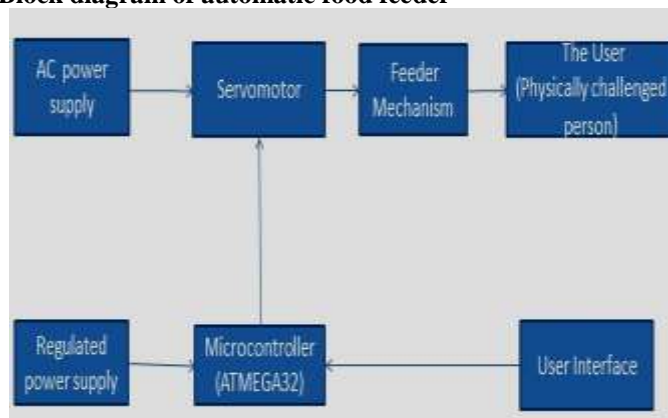 Block diagram of automatic food feeder
AC power
supply
Servomotor
Feeder
Mechanism
The User
(Physically challenged
person)
Regulated
power supply
Microcontroller
(ATMEGA32)
User Interface